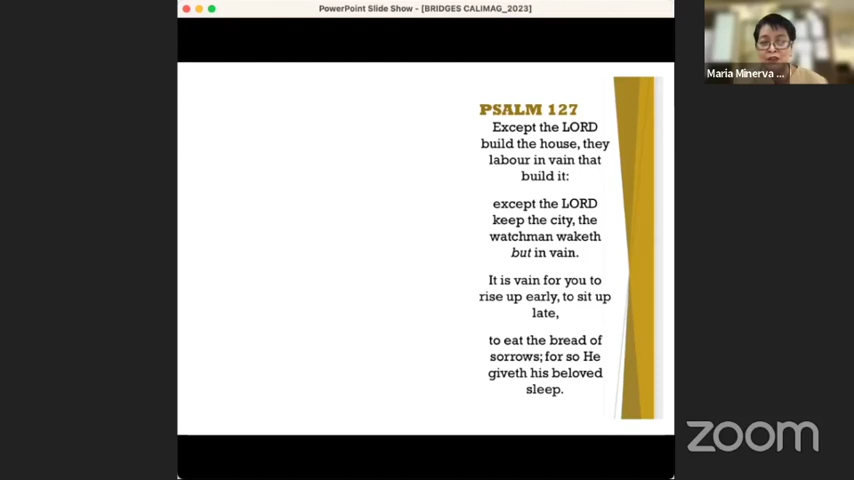 PowerPoint Slide Show - [BRIDGES CALIMAG_2023]
Maria Minerva ...
PSALM 127
Except the LORD
build the house, they
labour in vain that
build it:
except the LORD
keep the city, the
watchman waketh
but in vain.
It is vain for you to
rise up early, to sit up
late,
to eat the bread of
sorrows; for so He
giveth his beloved
sleep.
zoom